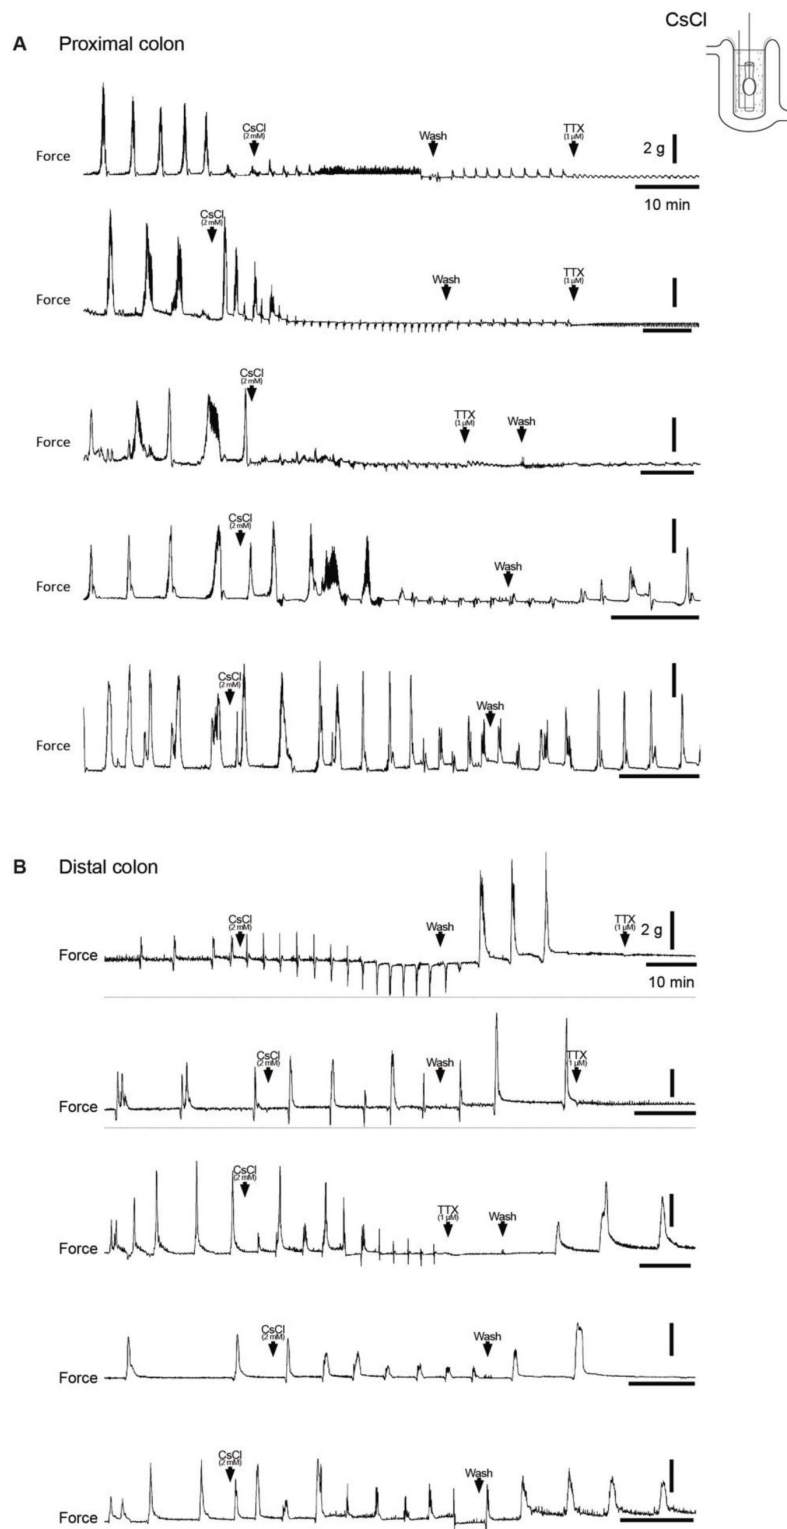 CsCl
A Proximal colon
CsCl
(2 mM)
Wash
TTX
(1 µM)
2 g
Force
10 min
CsCl
(2 mM)
Wash
TTX
(1 µM)
Force
CsCl
(2 mM)
TTX
(1 µM)
Wash
Force
CsCl
(2 mM)
Wash
Force
CsCl
(2 mM)
Wash
Force
B Distal colon
CsCl
(2 mM)
Wash
TTX
(1 µM)
2 g
Force
10 min
CsCl
(2 mM)
Wash
TTX
(1 µM)
Force
CsCl
(2 mM)
TTX
(1 µM)
Wash
Force
CsCl
(2 mM)
Wash
Force
CsCl
(2 mM)
Wash
Force